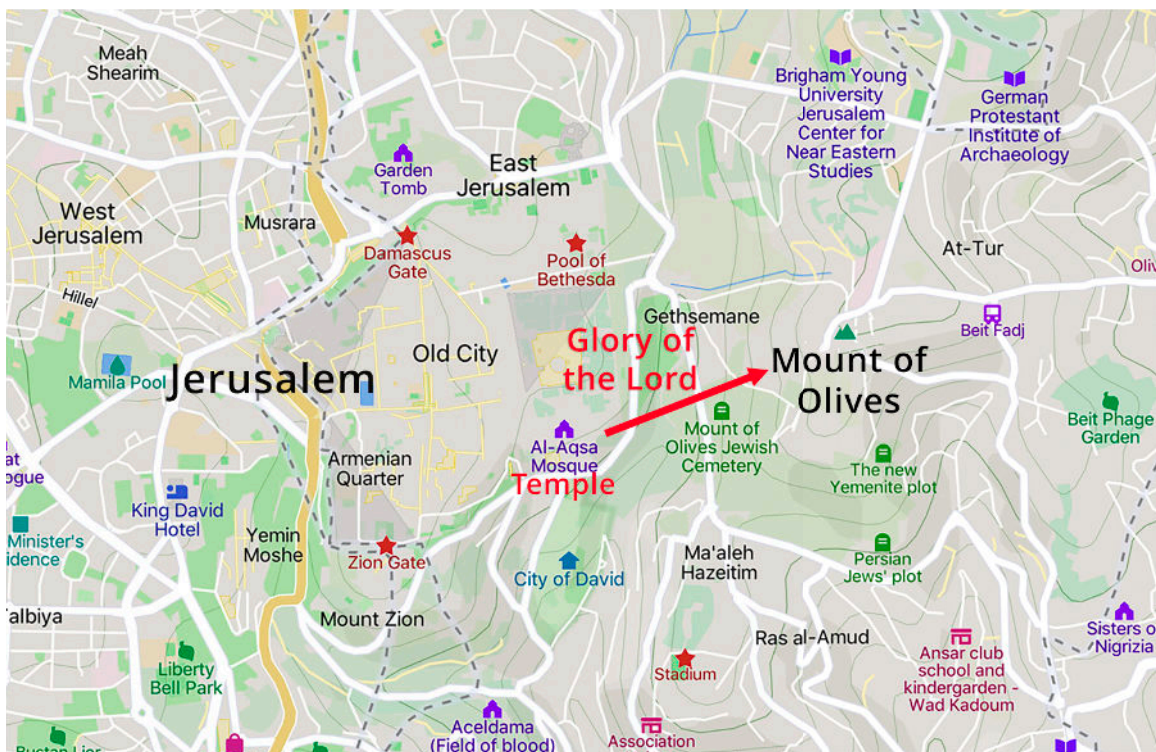 Meah
Shearim
Brigham Young
University
Jerusalem
Center for
Near Eastern
Studies
German
Protestant
Institute of
Archaeology
Garden
Tomb
East
Jerusalem
West
Jerusalem
Musrara
Damascus
Gate
Pool of
Bethesda
At-Tur
Hillel
Gethsemane
Beit Fadj
Glory of
the Lord
Old City
Mount of
Olives
Jerusalem
Mamila Pool
Beit Phage
Garden
Al-Aqsa
Mosque
Temple
Mount of
Olives Jewish
Cemetery
Armenian
Quarter
The new
Yemenite plot
King David
Hotel
Minister's
Yemin
Moshe
Zion Gate
City of David
Ma'aleh
Hazeitim
Persian
Jews' plot
Mount Zion
Ras al-Amud
Sisters o
Nigrizia
Liberty
Bell Park
Stadium
Ansar club
school and
kindergarden -
Wad Kadoum
Aceldama
(Field of blood)
Association